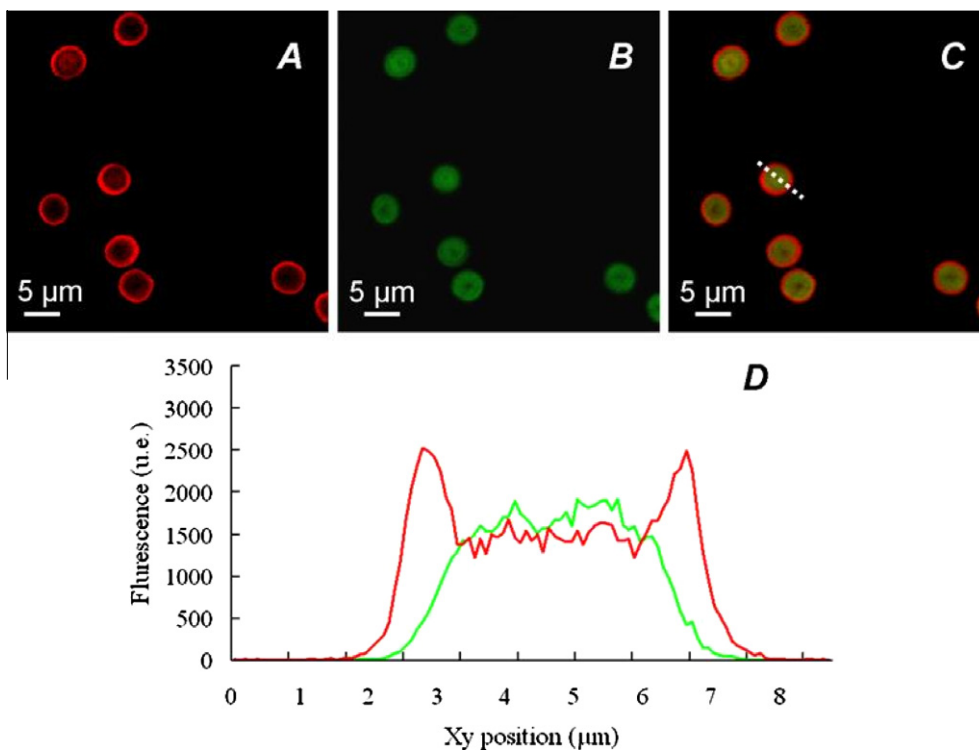 A
B
C
5 µm
5 µm
5 µm
D
3500
3000
2500
2000
1500
1000
500
0
Flurescence (u.e.)
0 1 2 3 4 5 6 7 8
Xy position (µm)